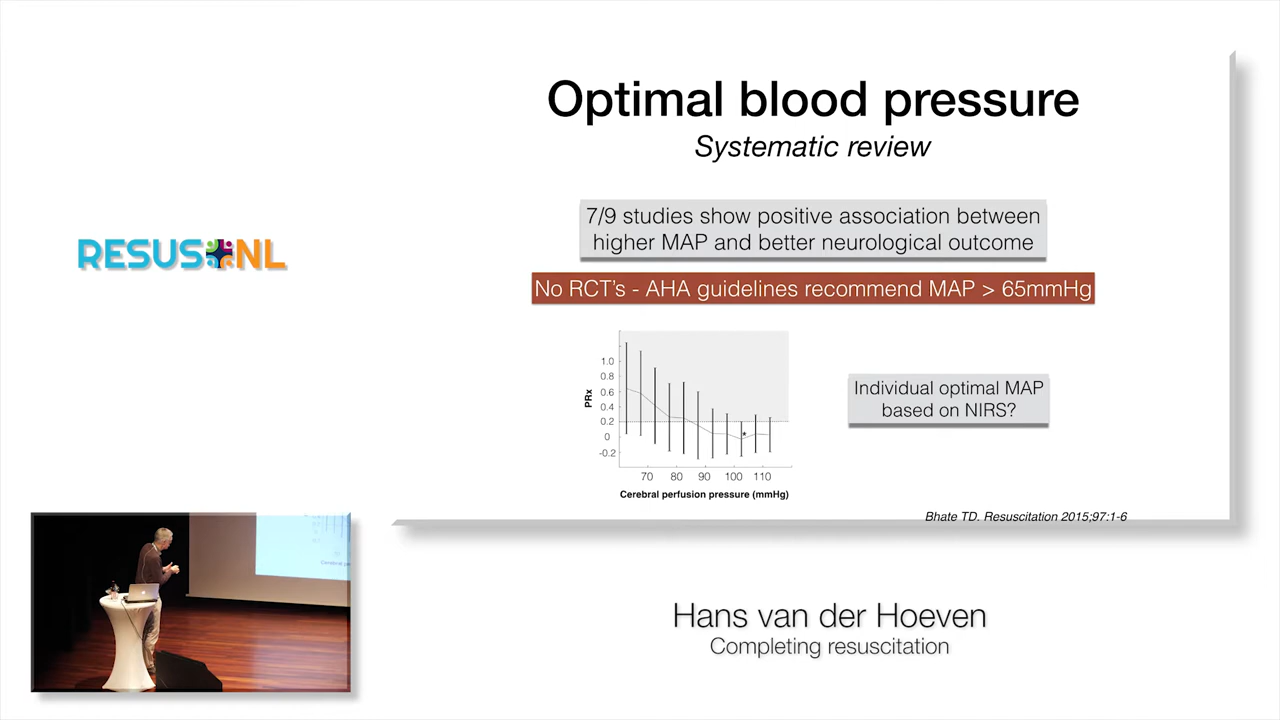 Optimal blood pressure
Systematic review
7/9 studies show positive association between
higher MAP and better neurological outcome
No RCT's - AHA guidelines recommend MAP > 65mmHg
RESUS NL
1.0
0.8
0.6
0.4
0.2
0
-0.2
PRx
*
70 80 90 100 110
Cerebral perfusion pressure (mmHg)
Individual optimal MAP
based on NIRS?
Bhate TD. Resuscitation 2015;97:1-6
Hans van der Hoeven
Completing resuscitation